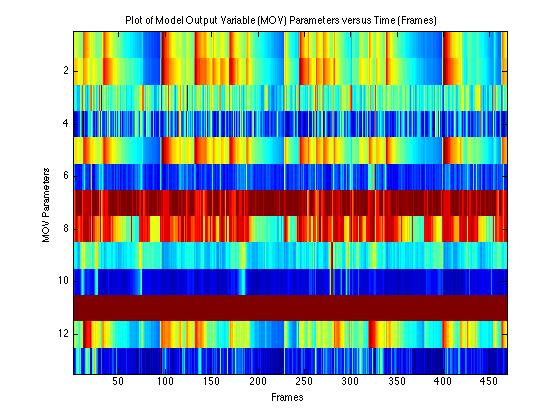 Plot of Model Output Variable (MOV) Parameters versus Time (Frames)
MOV Parameters
2
4
6
8
10
12
50 100 150 200 250 300 350 400 450
Frames